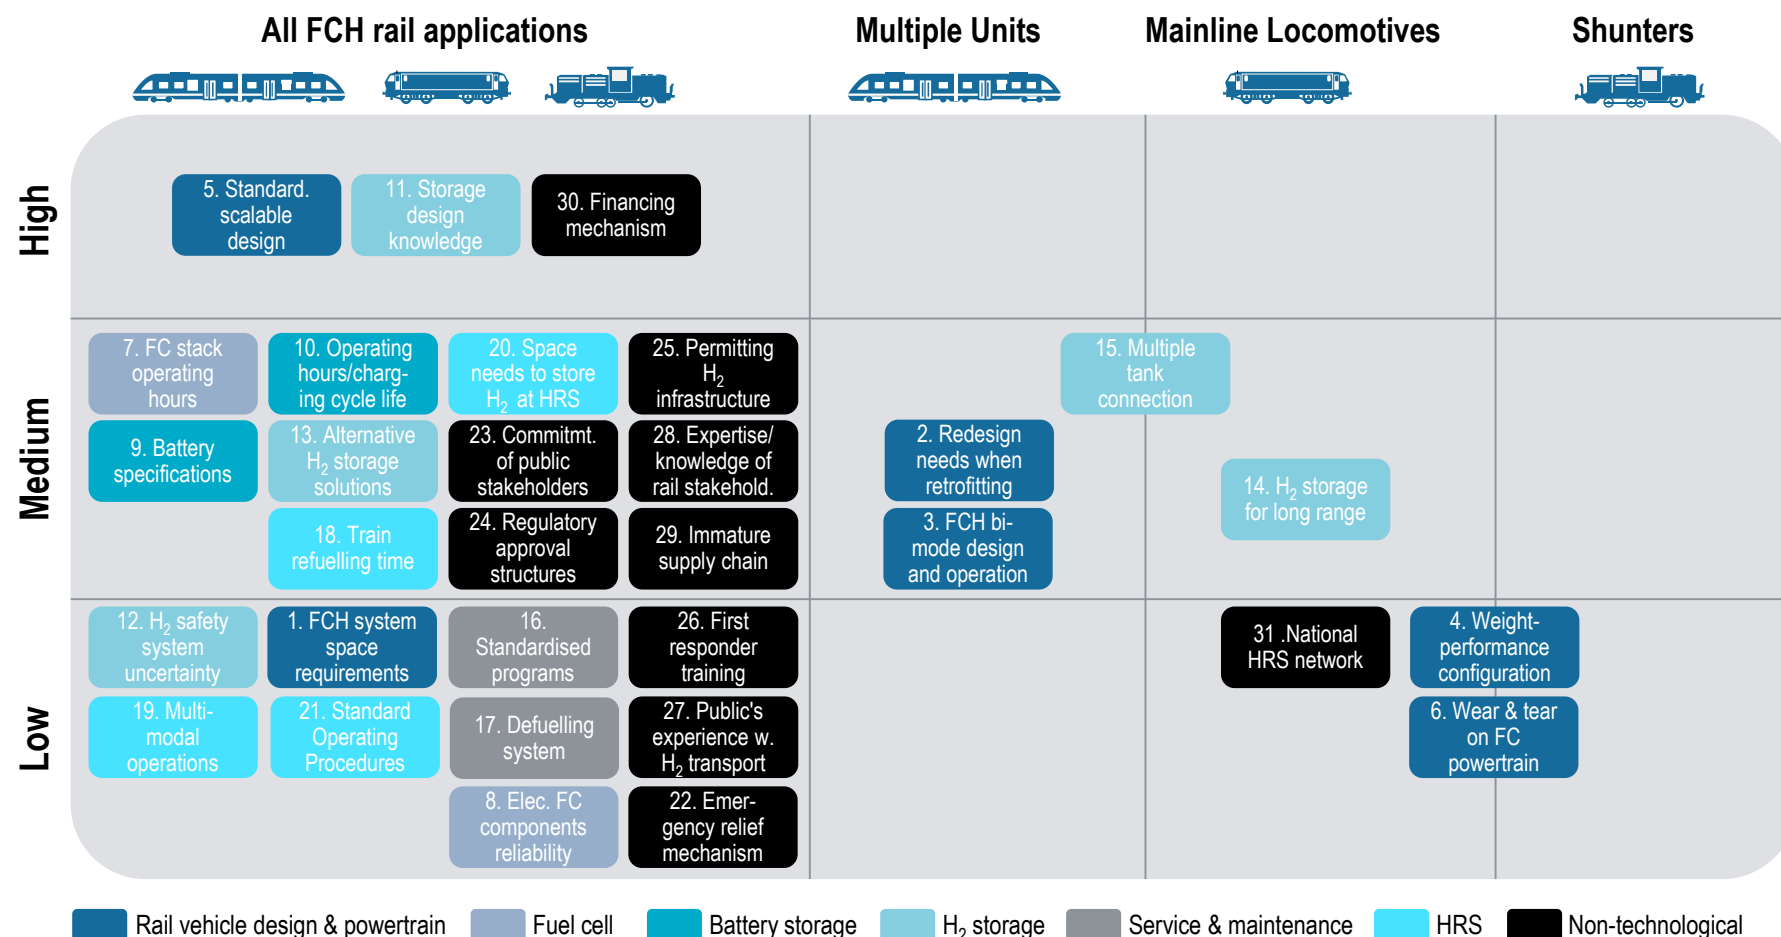 All FCH rail applications
Multiple Units
Mainline Locomotives
Shunters
High
5. Standard.
scalable
design
11. Storage
design
knowledge
30. Financing
mechanism
Medium
7. FC stack
operating
hours
10. Operating
hours/charg-
ing cycle life
20. Space
needs to store
H₂ at HRS
25. Permitting
H₂
infrastructure
15. Multiple
tank
connection
9. Battery
specifications
13. Alternative
H₂ storage
solutions
23. Commitmt.
of public
stakeholders
28. Expertise/
knowledge of
rail stakehold.
2. Redesign
needs when
retrofitting
14. H₂ storage
for long range
18. Train
refuelling time
24. Regulatory
approval
structures
29. Immature
supply chain
3. FCH bi-
mode design
and operation
Low
12. H₂ safety
system
uncertainty
1. FCH system
space
requirements
16.
Standardised
programs
26. First
responder
training
31 .National
HRS network
4. Weight-
performance
configuration
19. Multi-
modal
operations
21. Standard
Operating
Procedures
17. Defuelling
system
27. Public's
experience w.
H₂ transport
6. Wear & tear
on FC
powertrain
8. Elec. FC
components
reliability
22. Emer-
gency relief
mechanism
Rail vehicle design & powertrain
Fuel cell
Battery storage
H₂ storage
Service & maintenance
HRS
Non-technological